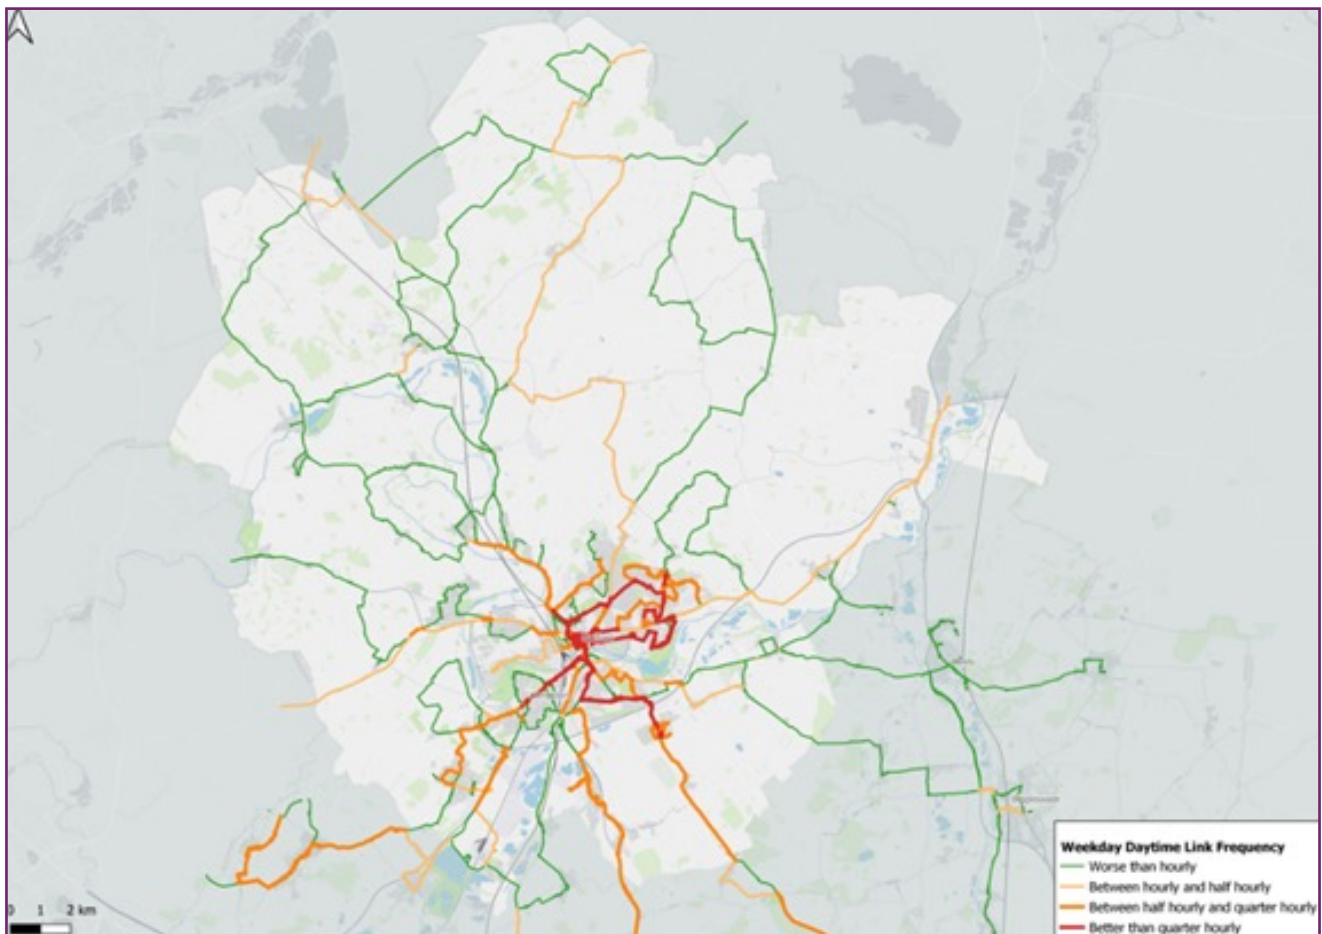 0 1 2 km
Weekday Daytime Link Frequency
Worse than hourly
Between hourly and half hourly
Between half hourly and quarter hourly
Better than quarter hourly